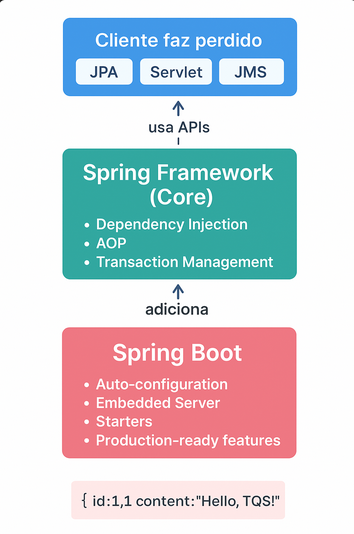 Cliente faz perdido
JPA Servlet JMS
usa APIs
Spring Framework
(Core)
• Dependency Injection
• AOP
• Transaction Management
adiciona
Spring Boot
• Auto-configuration
• Embedded Server
• Starters
• Production-ready features
{ id:1,1 content:"Hello, TQS!"